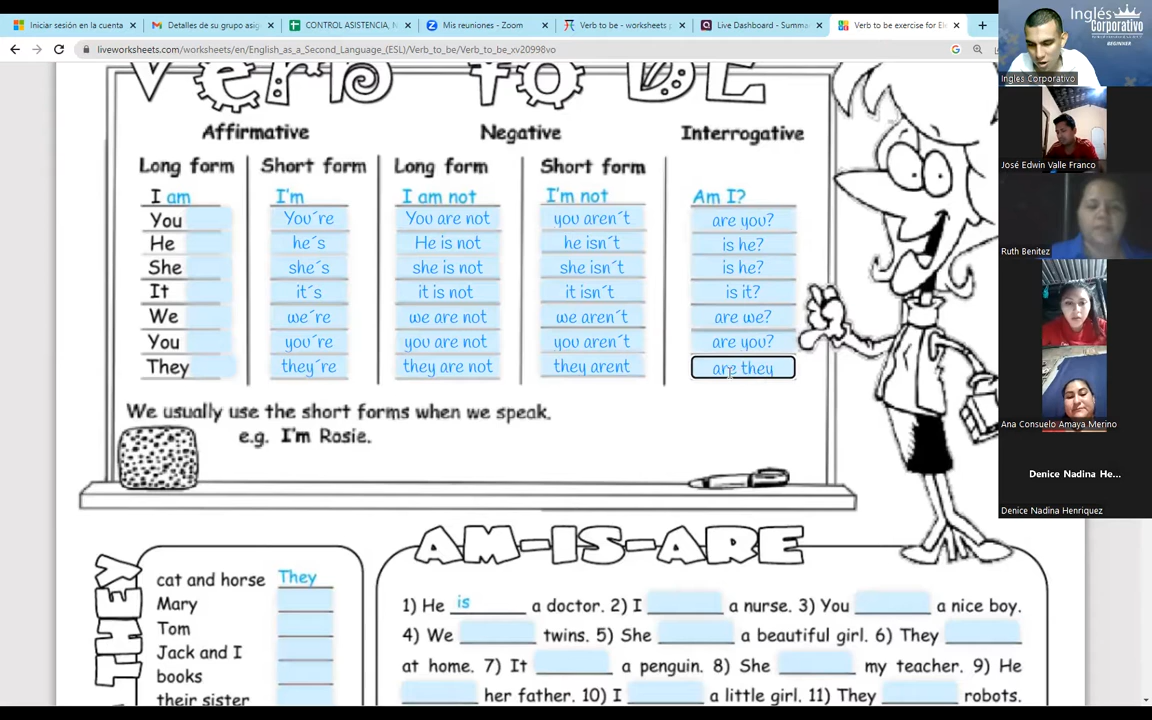 Iniciar sesión en la cuenta
Detalles de su grupo asig
CONTROL ASISTENCIA, N
Mis reuniones - Zoom
Verb to be - worksheets
Live Dashboard - Summa
Verb to be exercise for Ele
liveworksheets.com/worksheets/en/English_as_a_Second_Language_(ESL)/Verb_to_be/Verb_to_be_xv20998vo
Inglés
Corporativo
BEGINNER
Ingles Corporativo
José Edwin Valle Franco
Ruth Benitez
Ana Consuelo Amaya Merino
Denice Nadina He...
Denice Nadina Henriquez
Verb to BE
Affirmative Negative Interrogative
Long form Short form Long form Short form
I am I'm I am not I'm not Am I?
You You´re You are not you aren´t are you?
He he´s He is not he isn´t is he?
She she´s she is not she isn´t is he?
It it´s it is not it isn´t is it?
We we´re we are not we aren´t are we?
You you´re you are not you aren´t are you?
They they´re they are not they arent are they
We usually use the short forms when we speak.
e.g. I'm Rosie.
AM-IS-ARE
THEY
cat and horse They
Mary
Tom
Jack and I
books
their sister
1) He is a doctor. 2) I a nurse. 3) You a nice boy.
4) We twins. 5) She a beautiful girl. 6) They
at home. 7) It a penguin. 8) She my teacher. 9) He
her father. 10) I a little girl. 11) They robots.